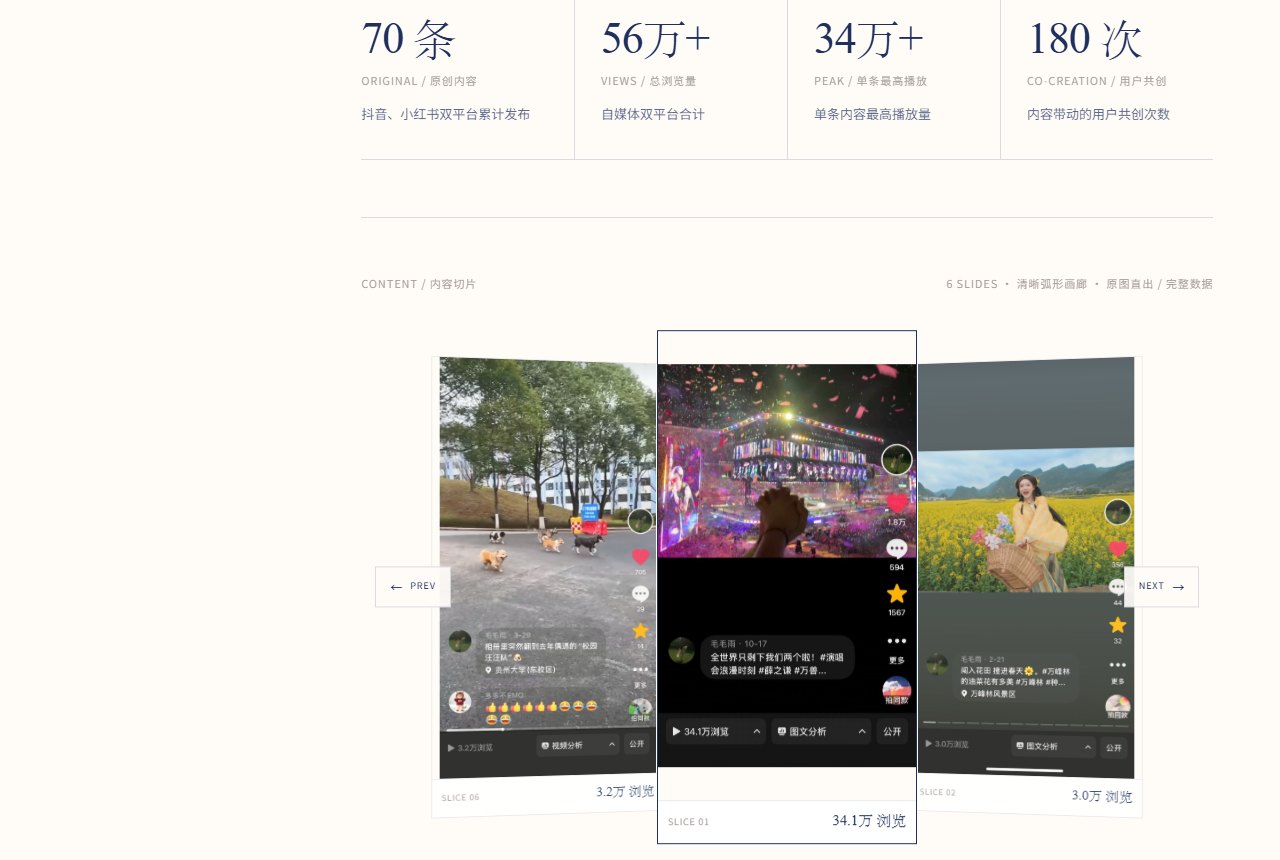 70 条
ORIGINAL / 原创内容
抖音、小红书双平台累计发布
56万+
VIEWS / 总浏览量
自媒体双平台合计
34万+
PEAK / 单条最高播放
单条内容最高播放量
180 次
CO-CREATION / 用户共创
内容带动的用户共创次数
CONTENT / 内容切片
6 SLIDES • 清晰弧形画廊 • 原图直出 / 完整数据
← PREV
705
29
毛毛雨 · 3-29
相册里突然翻到去年偶遇的“校园
汪汪队”
贵州大学(东校区)
更多
拍同款
3.2万浏览
视频分析
公开
SLICE 06
3.2万 浏览
1.8万
594
1567
更多
拍同款
毛毛雨 · 10-17
全世界只剩下我们两个啦！#演唱
会浪漫时刻 #薛之谦 #万兽...
34.1万浏览
图文分析
公开
SLICE 01
34.1万 浏览
44
32
更多
拍同款
NEXT →
毛毛雨 · 2-21
闯入花田 撞进春天🌼。#万峰林
的油菜花有多美 #万峰林 #种...
万峰林风景区
3.0万浏览
图文分析
公开
SLICE 02
3.0万 浏览